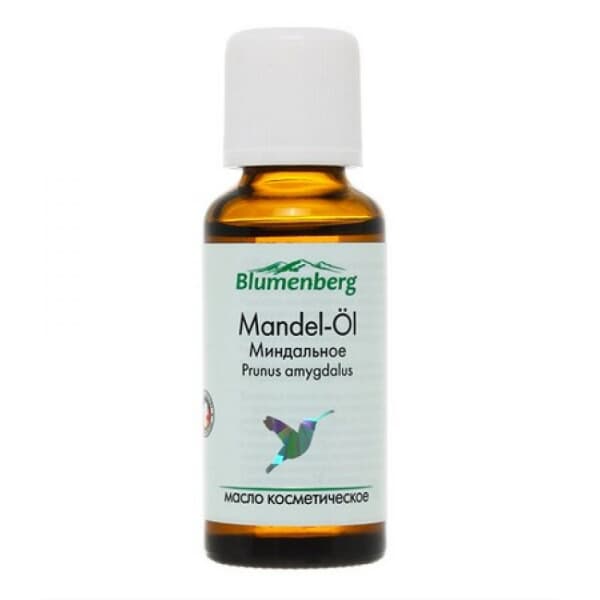 Blumenberg
Mandel-Öl
Миндальное
Prunus amygdalus
масло косметическое